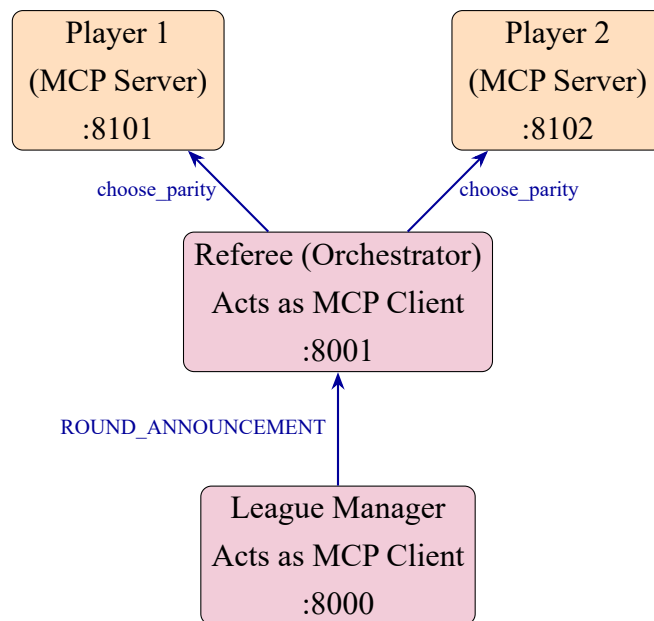 Player 1
(MCP Server)
:8101
Player 2
(MCP Server)
:8102
choose_parity
choose_parity
Referee (Orchestrator)
Acts as MCP Client
:8001
ROUND_ANNOUNCEMENT
League Manager
Acts as MCP Client
:8000